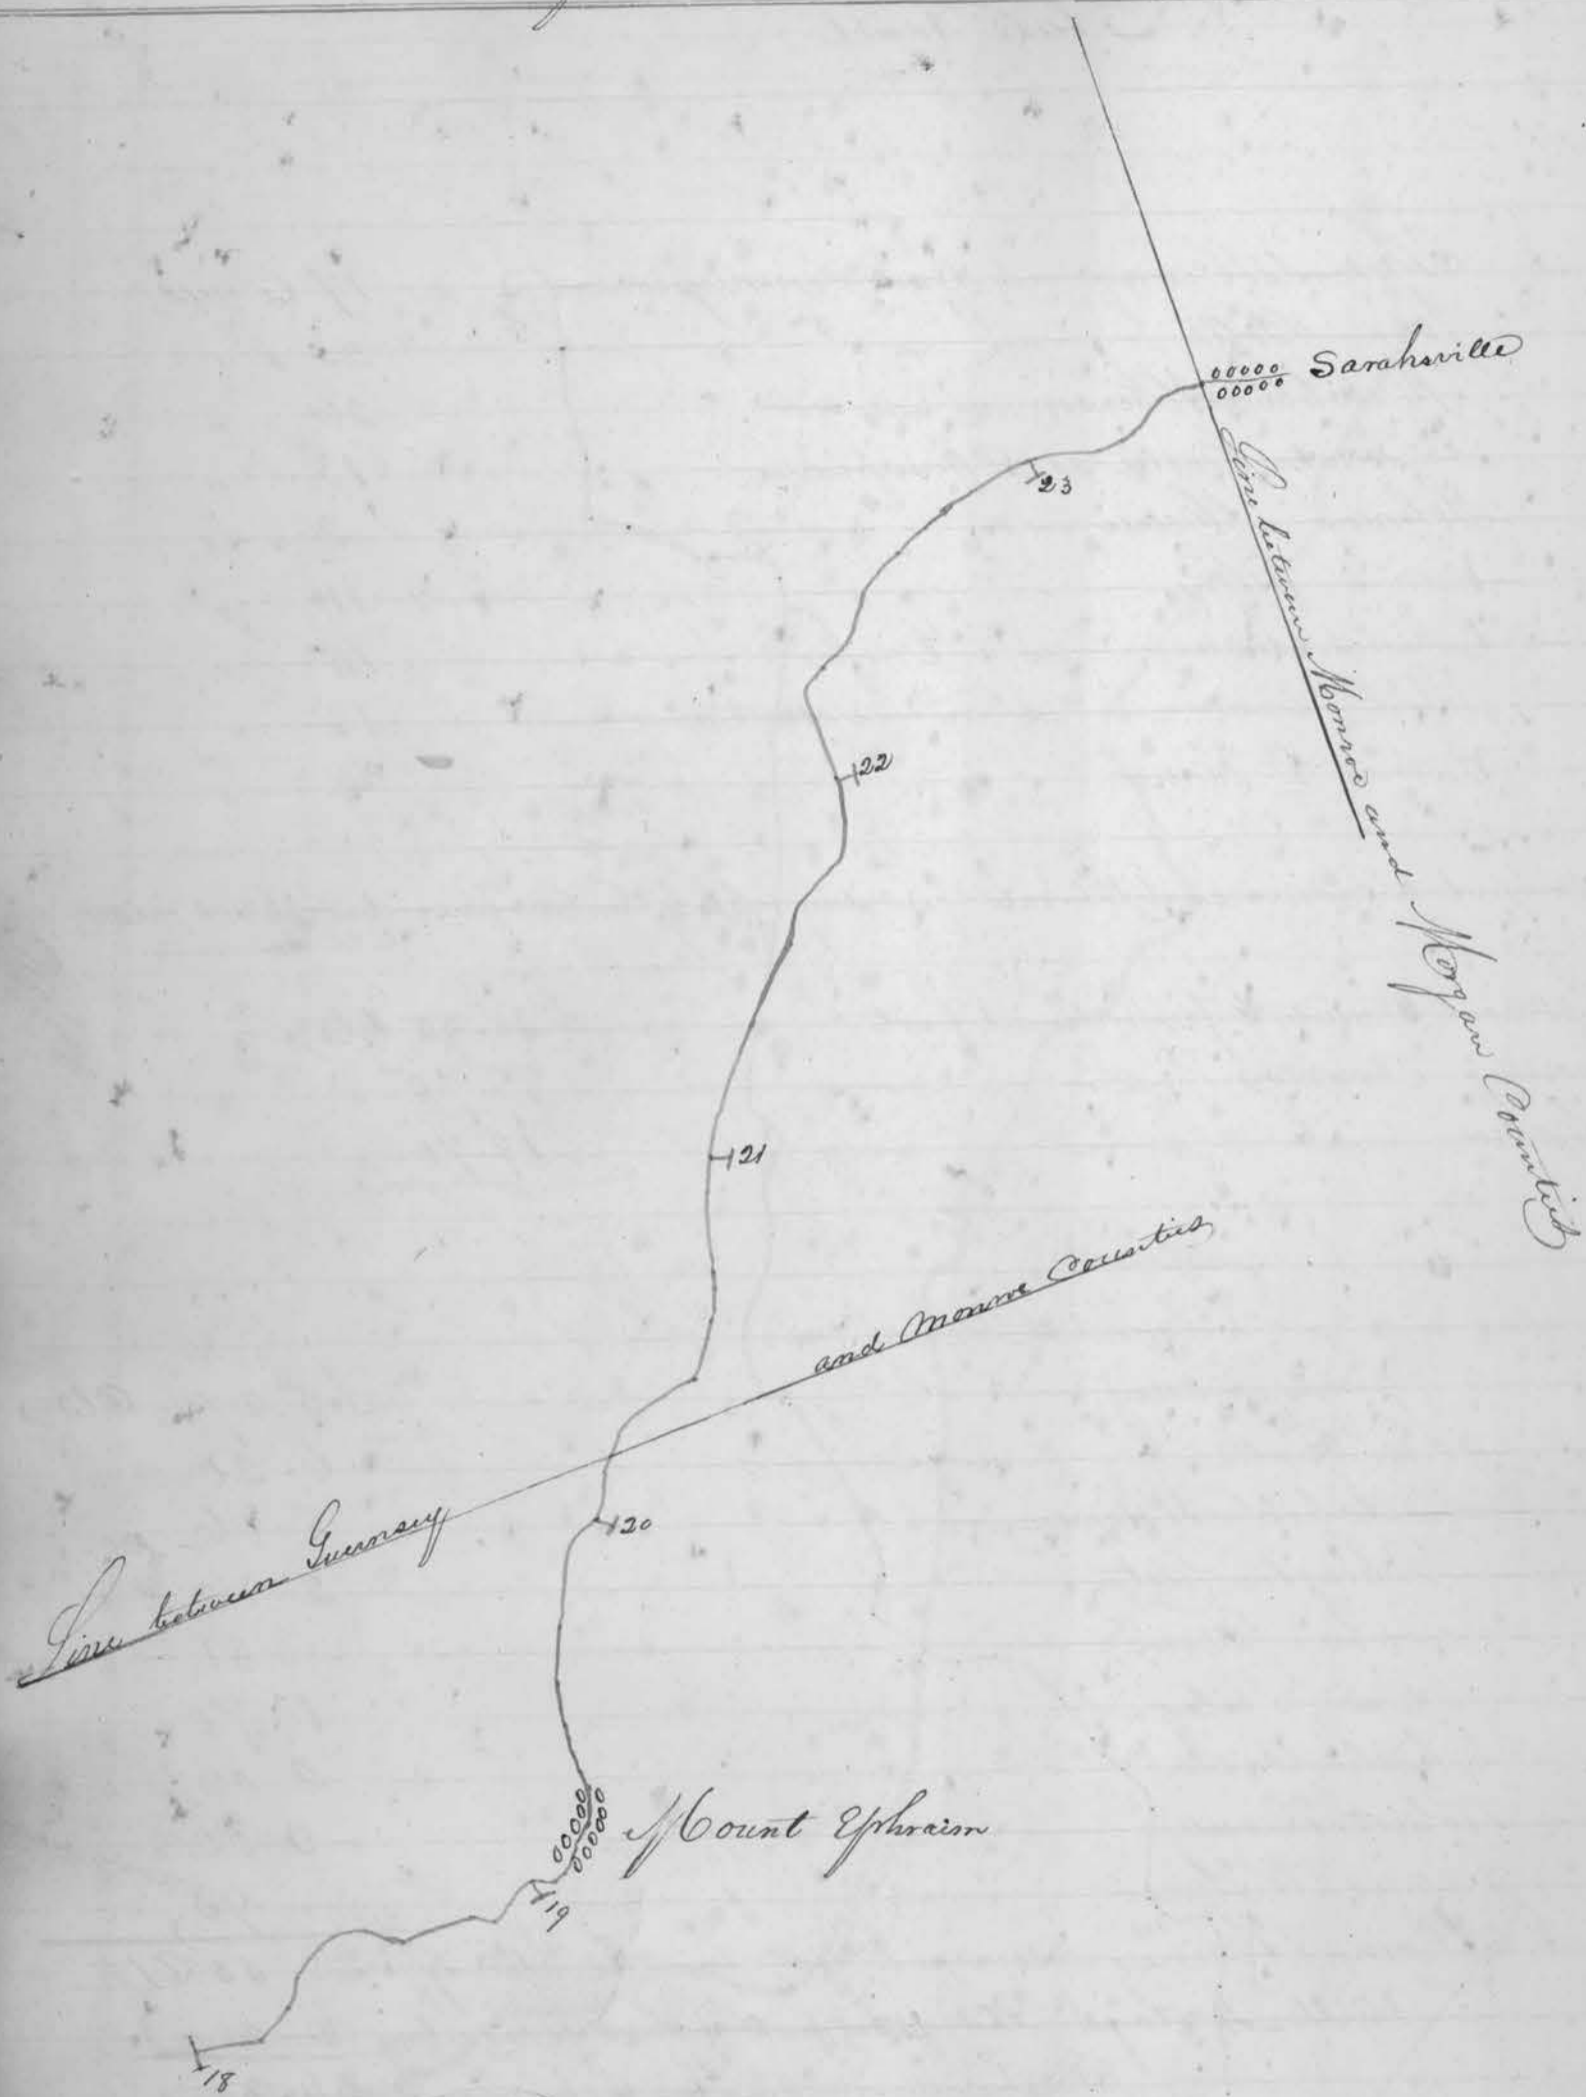 Sarahsville
23
Line between Monroe and Morgan Counties
22
21
Line between Guernsey and Monroe Counties
20
Mount Ephraim
19
18